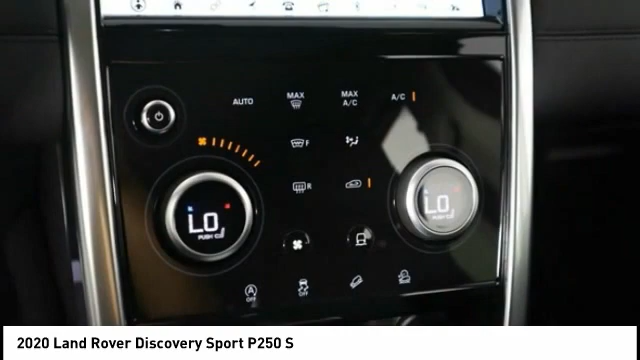 AUTO MAX MAX A/C A/C
F
R
LO LO
PUSH PUSH
OFF OFF
2020 Land Rover Discovery Sport P250 S